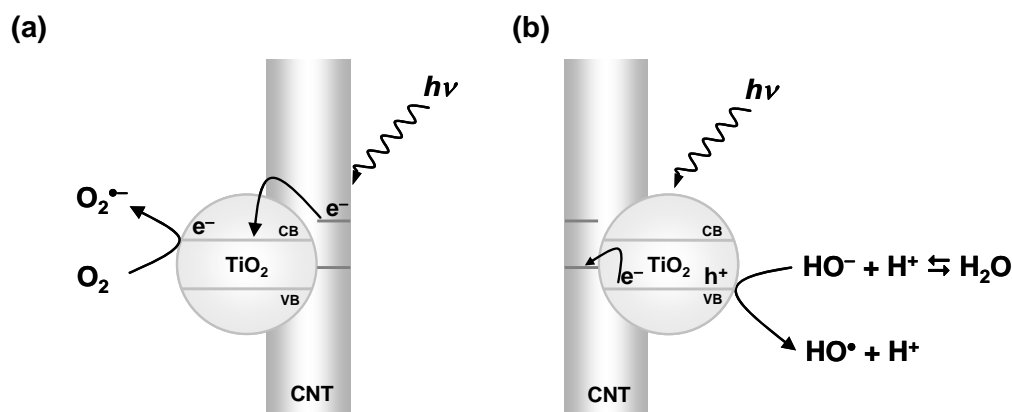 (a)
hν
O₂•⁻
e⁻
e⁻
CB
TiO₂
O₂
VB
CNT
(b)
hν
CB
e⁻
TiO₂
h⁺
VB
HO⁻ + H⁺ ⇆ H₂O
HO• + H⁺
CNT